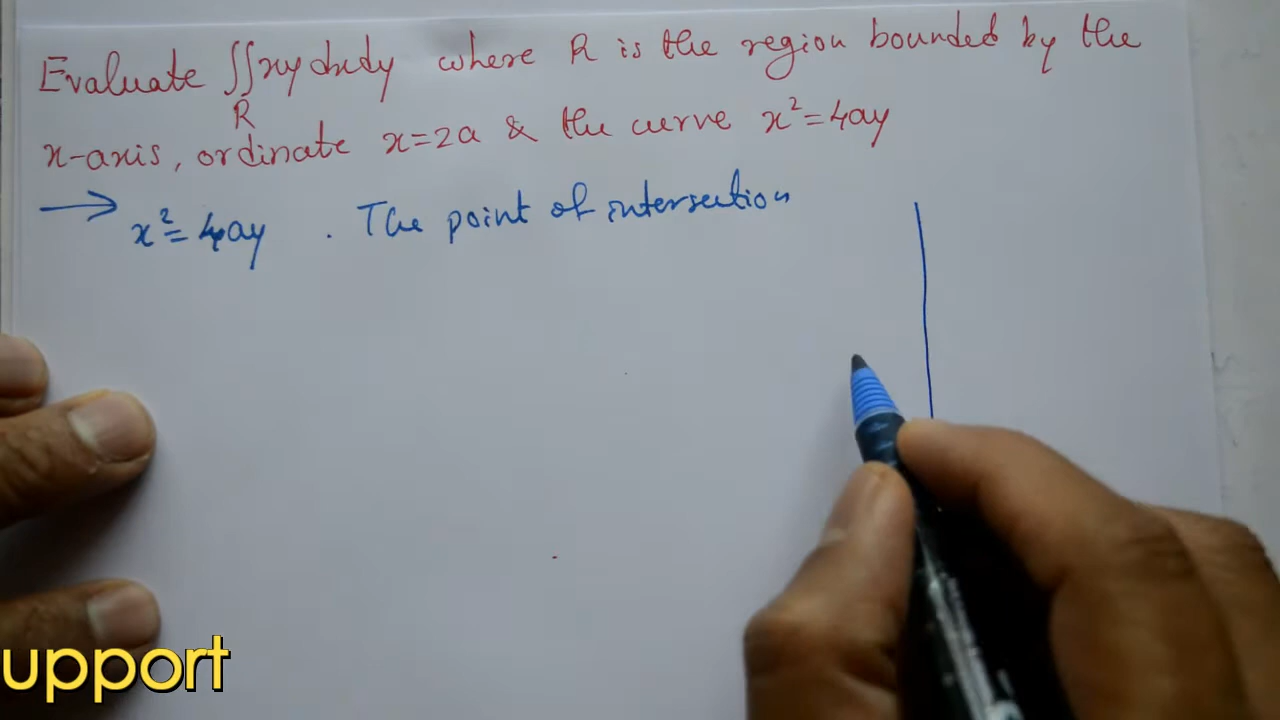 Evaluate ∬xy dxdy where R is the region bounded by the
R
x-axis, ordinate x=2a & the curve x²=4ay
→ x²=4ay . The point of intersection
upport